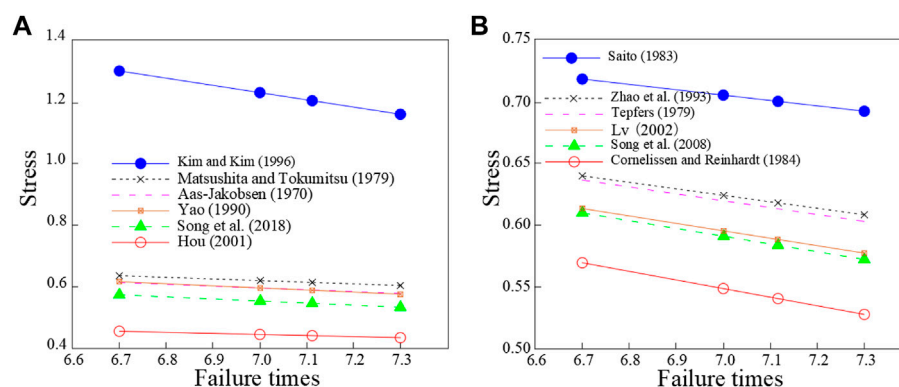 A
1.4
1.2
1.0
0.8
0.6
0.4
Stress
Kim and Kim (1996)
Matsushita and Tokumitsu (1979)
Aas-Jakobsen (1970)
Yao (1990)
Song et al. (2018)
Hou (2001)
6.6 6.7 6.8 6.9 7.0 7.1 7.2 7.3
Failure times
B
0.75
0.70
0.65
0.60
0.55
0.50
Stress
Saito (1983)
Zhao et al. (1993)
Tepfers (1979)
Lv (2002)
Song et al. (2008)
Cornelissen and Reinhardt (1984)
6.6 6.7 6.8 6.9 7.0 7.1 7.2 7.3
Failure times